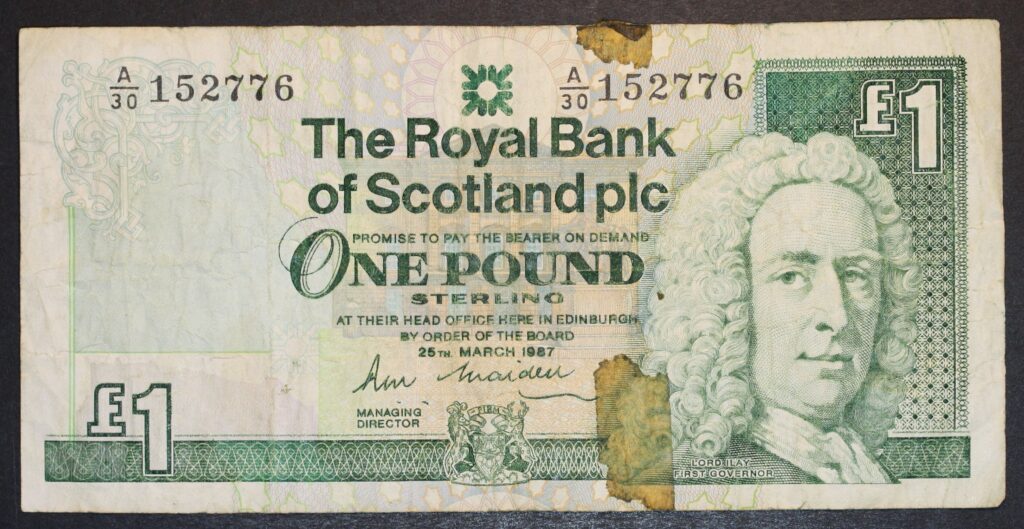 A/30 152776
A/30 152776
£1
The Royal Bank
of Scotland plc
PROMISE TO PAY THE BEARER ON DEMAND
ONE POUND
STERLING
AT THEIR HEAD OFFICE HERE IN EDINBURGH
BY ORDER OF THE BOARD
25TH. MARCH 1987
MANAGING
DIRECTOR
£1
LORD ILAY
FIRST GOVERNOR